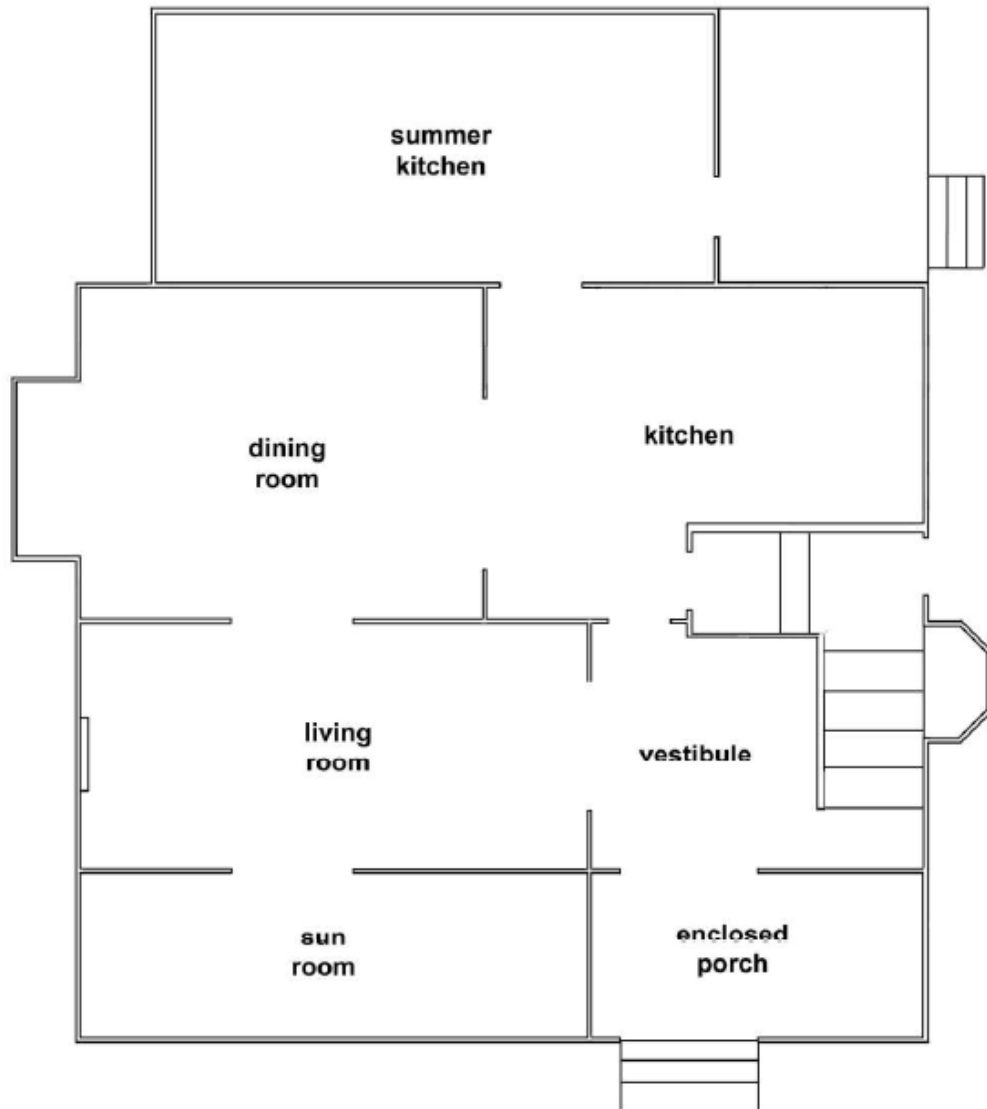 summer
kitchen
dining
room
kitchen
living
room
vestibule
sun
room
enclosed
porch